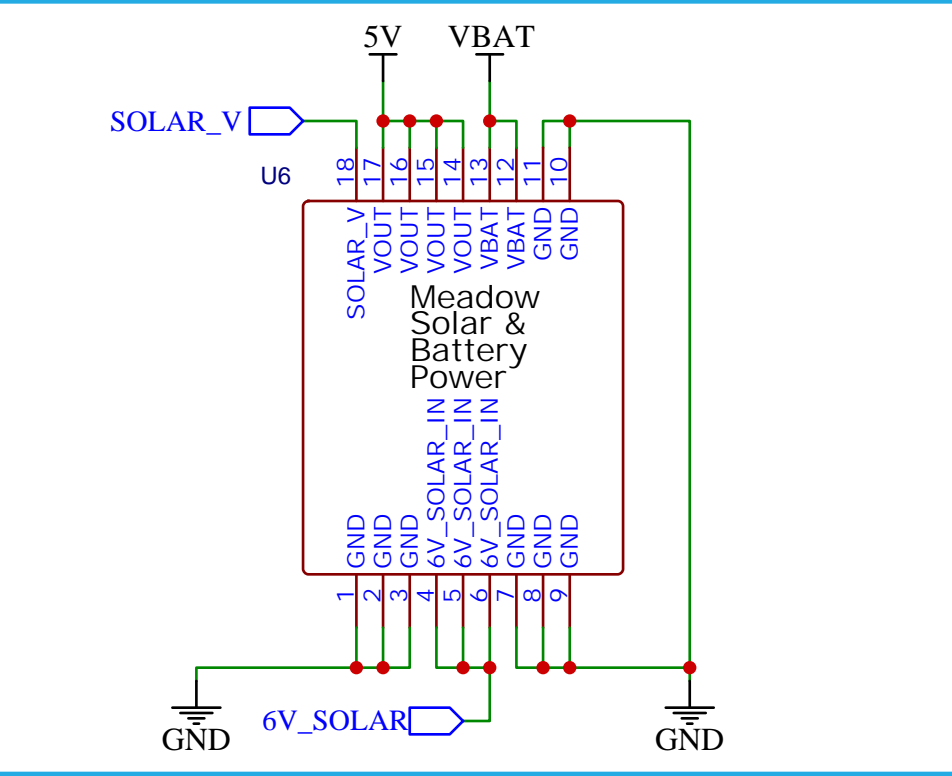 5V
VBAT
SOLAR_V
U6
18
17
16
15
14
13
12
11
10
SOLAR_V
VOUT
VOUT
VOUT
VOUT
VBAT
VBAT
GND
GND
Meadow
Solar &
Battery
Power
GND
GND
GND
6V_SOLAR_IN
6V_SOLAR_IN
6V_SOLAR_IN
GND
GND
GND
1
2
3
4
5
6
7
8
9
6V_SOLAR
GND
GND